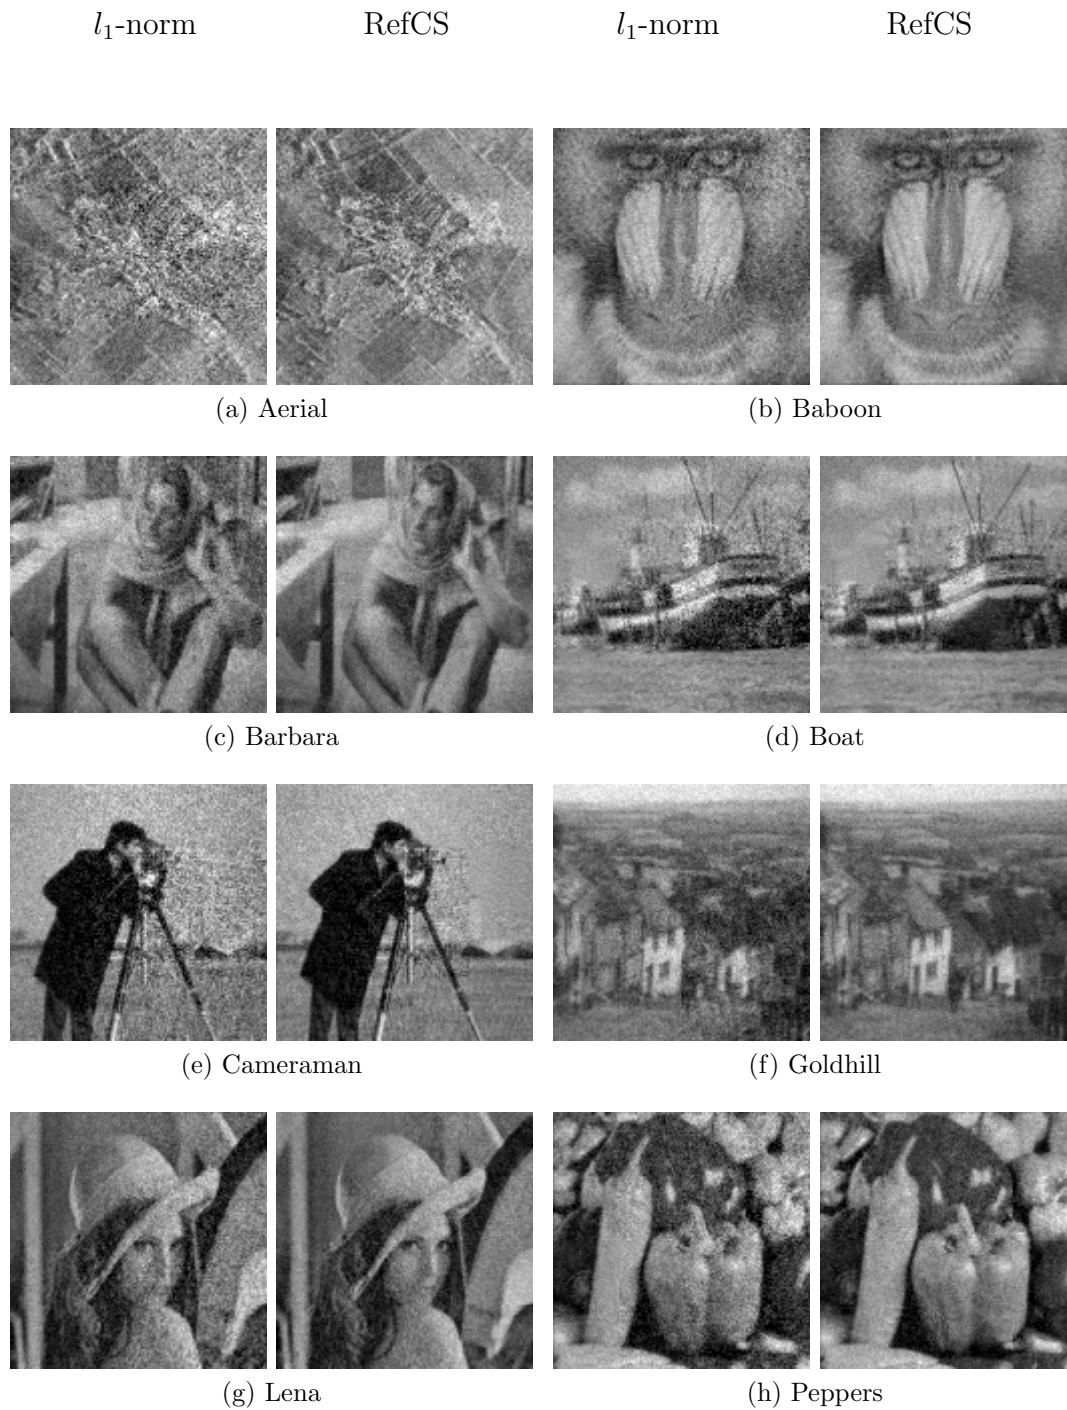 l₁-norm RefCS l₁-norm RefCS
(a) Aerial (b) Baboon
(c) Barbara (d) Boat
(e) Cameraman (f) Goldhill
(g) Lena (h) Peppers